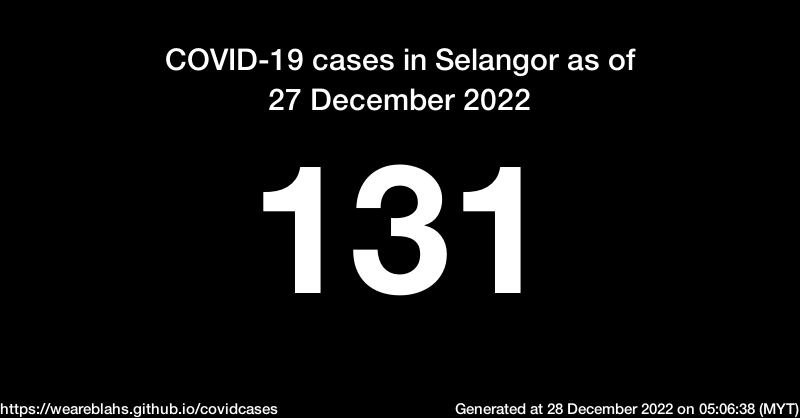 COVID-19 cases in Selangor as of
27 December 2022
131
https://weareblahs.github.io/covidcases
Generated at 28 December 2022 on 05:06:38 (MYT)